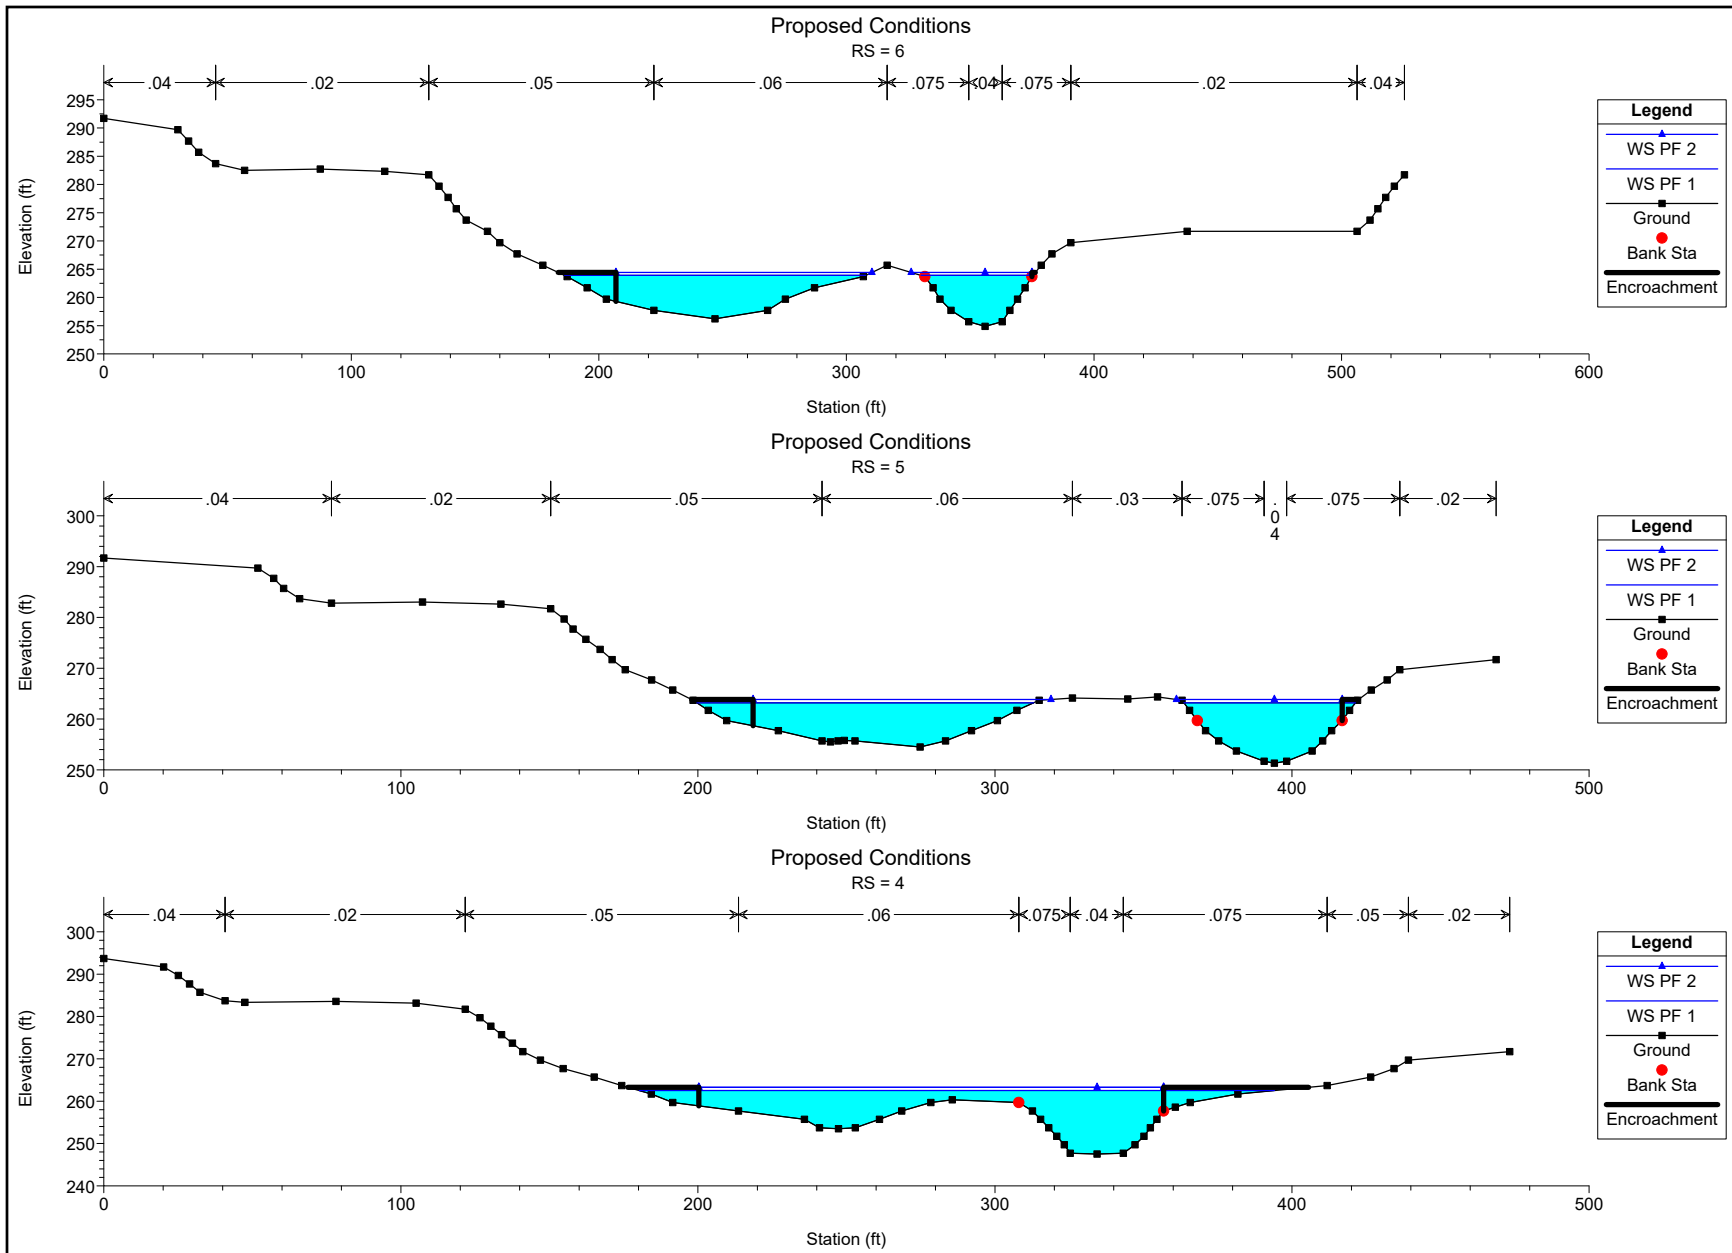 Proposed Conditions
RS = 6
.04 .02 .05 .06 .075 .04 .075 .02 .04
295
290
285
280
275
270
265
260
255
250
Elevation (ft)
0 100 200 300 400 500 600
Station (ft)
Legend
WS PF 2
WS PF 1
Ground
Bank Sta
Encroachment
Proposed Conditions
RS = 5
.04 .02 .05 .06 .03 .075 .04 .075 .02
300
290
280
270
260
250
Elevation (ft)
0 100 200 300 400 500
Station (ft)
Legend
WS PF 2
WS PF 1
Ground
Bank Sta
Encroachment
Proposed Conditions
RS = 4
.04 .02 .05 .06 .075 .04 .075 .05 .02
300
290
280
270
260
250
240
Elevation (ft)
0 100 200 300 400 500
Station (ft)
Legend
WS PF 2
WS PF 1
Ground
Bank Sta
Encroachment